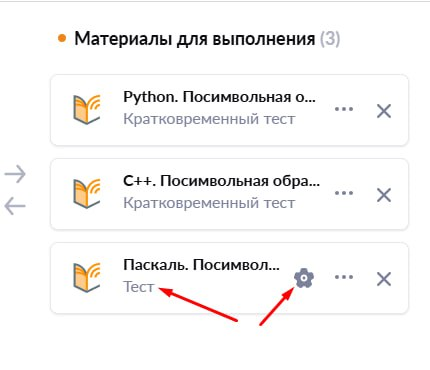 Материалы для выполнения (3)
Python. Посимвольная о...
Кратковременный тест
С++. Посимвольная обра...
Кратковременный тест
Паскаль. Посимвол...
Тест